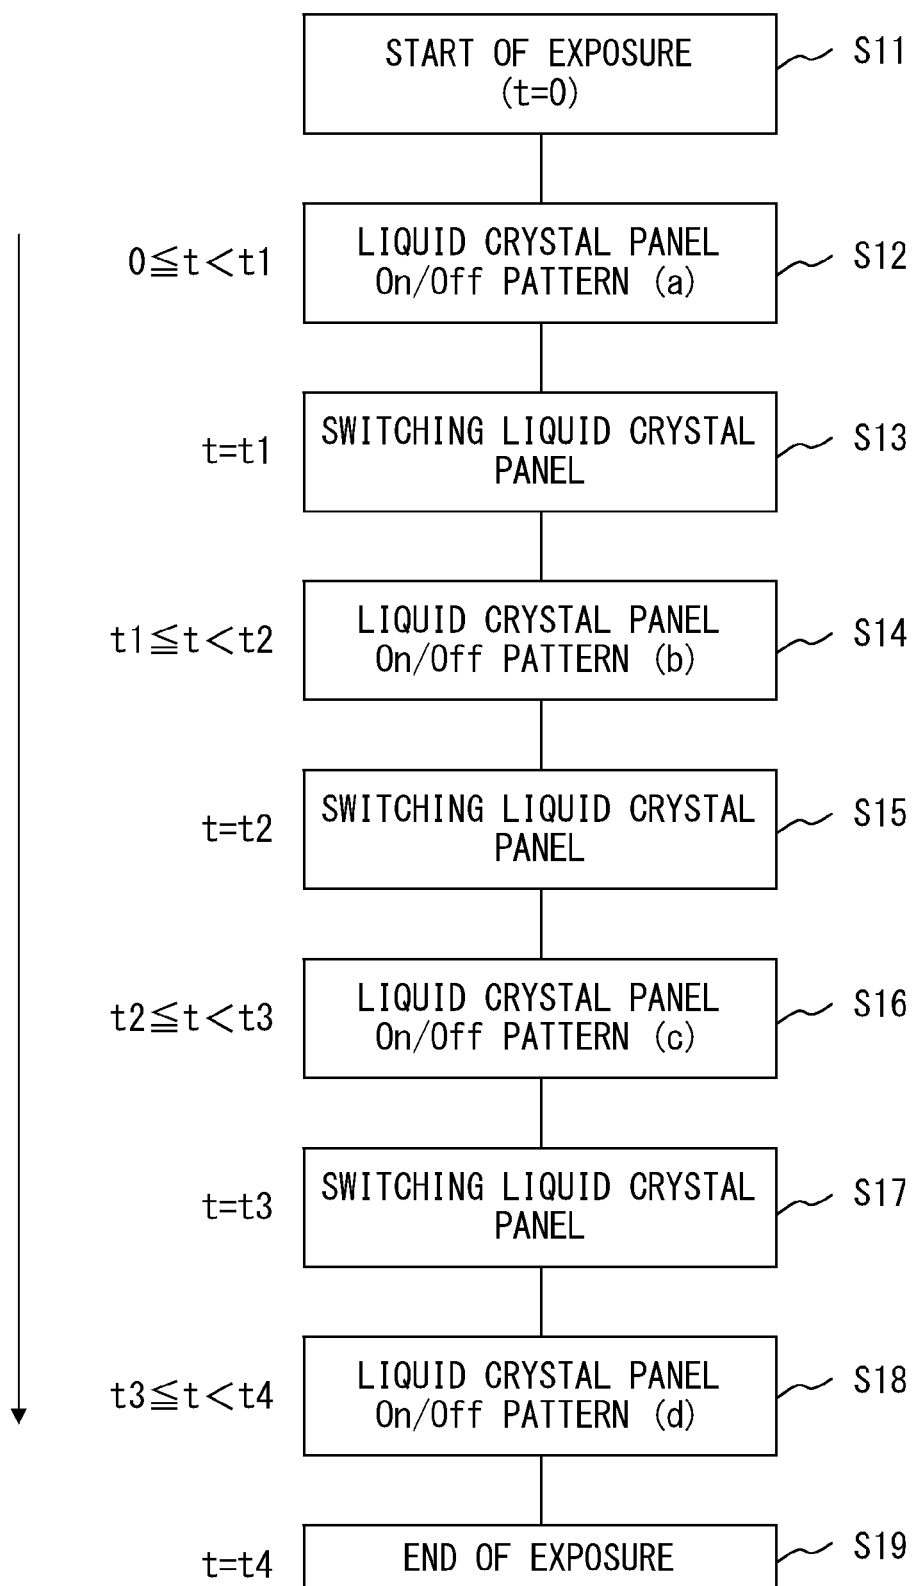 START OF EXPOSURE
(t=0)
S11
0≦t<t1
LIQUID CRYSTAL PANEL
On/Off PATTERN (a)
S12
t=t1
SWITCHING LIQUID CRYSTAL
PANEL
S13
t1≦t<t2
LIQUID CRYSTAL PANEL
On/Off PATTERN (b)
S14
t=t2
SWITCHING LIQUID CRYSTAL
PANEL
S15
t2≦t<t3
LIQUID CRYSTAL PANEL
On/Off PATTERN (c)
S16
t=t3
SWITCHING LIQUID CRYSTAL
PANEL
S17
t3≦t<t4
LIQUID CRYSTAL PANEL
On/Off PATTERN (d)
S18
t=t4
END OF EXPOSURE
S19